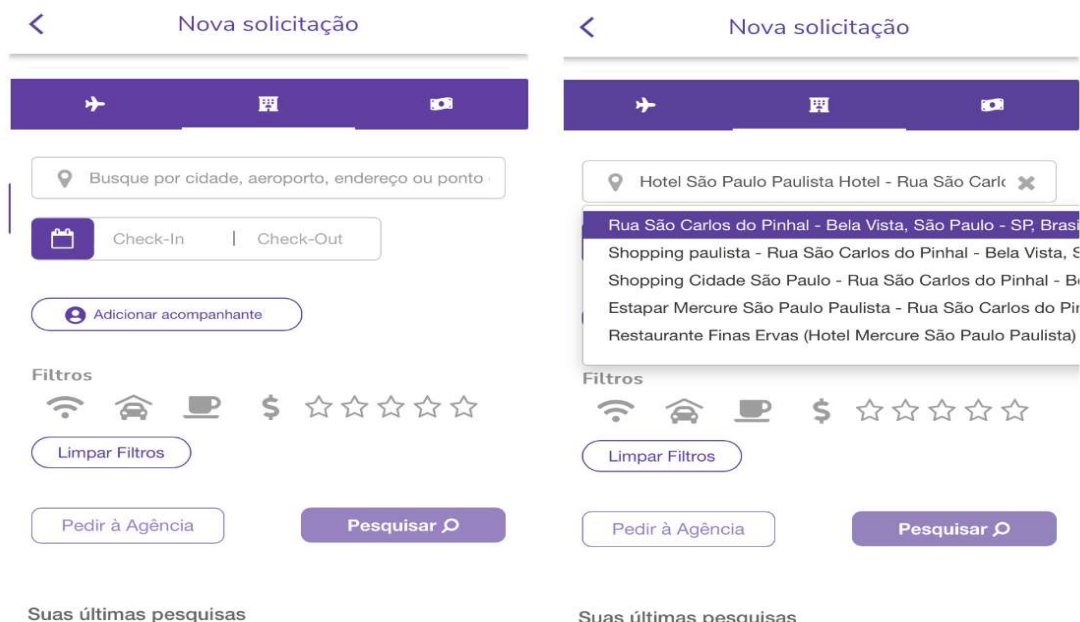 Nova solicitação
Busque por cidade, aeroporto, endereço ou ponto
Check-In | Check-Out
Adicionar acompanhante
Filtros
Limpar Filtros
Pedir à Agência
Pesquisar
Suas últimas pesquisas
Nova solicitação
Hotel São Paulo Paulista Hotel - Rua São Carlo
Rua São Carlos do Pinhal - Bela Vista, São Paulo - SP, Brasi
Shopping paulista - Rua São Carlos do Pinhal - Bela Vista, S
Shopping Cidade São Paulo - Rua São Carlos do Pinhal - Be
Estapar Mercure São Paulo Paulista - Rua São Carlos do Pin
Restaurante Finas Ervas (Hotel Mercure São Paulo Paulista)
Filtros
Limpar Filtros
Pedir à Agência
Pesquisar
Suas últimas pesquisas